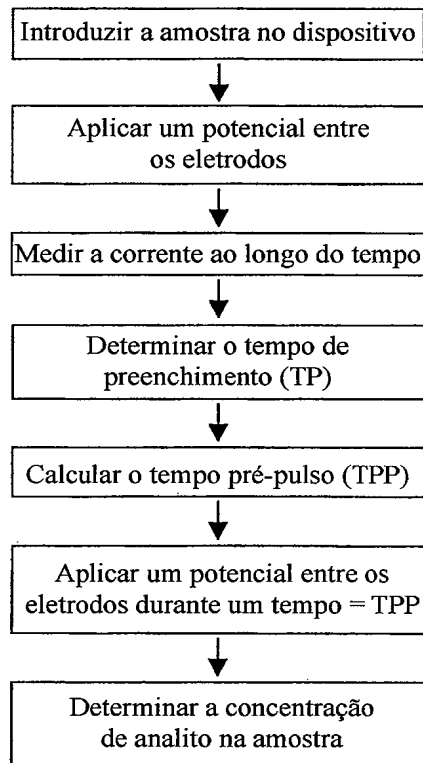 Introduzir a amostra no dispositivo
Aplicar um potencial entre
os eletrodos
Medir a corrente ao longo do tempo
Determinar o tempo de
preenchimento (TP)
Calcular o tempo pré-pulso (TPP)
Aplicar um potencial entre os
eletrodos durante um tempo = TPP
Determinar a concentração
de analito na amostra